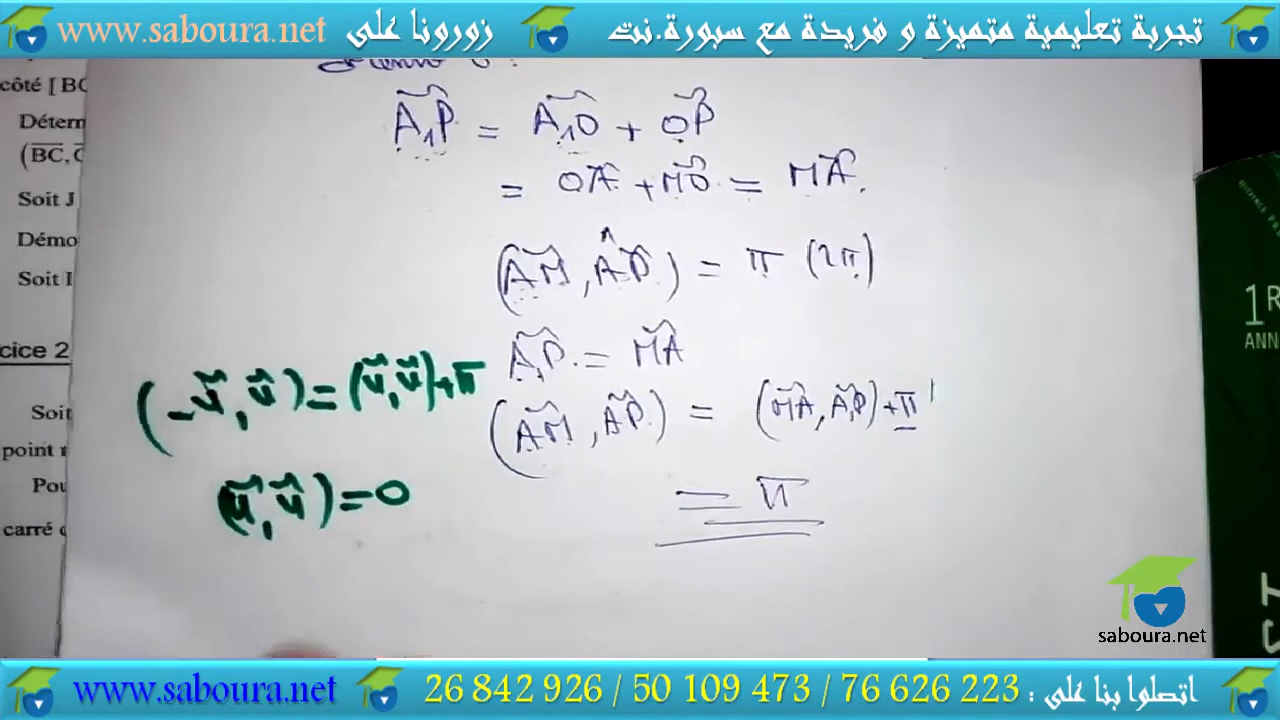 www.saboura.net زورونا على تجربة تعليمية متميزة و فريدة مع سبورة.نت
côté [ BC
Déterm
(BC, C
Soit J
Démo
Soit I
cice 2
Soit
point
Pou
carré
A₁P = A₁O + OP
= OA + MO = MA.
(AM, A₁P) = π (2π)
A₁P = MA
(AM, A₁P) = (MA, A₁P) + π
= π
(-u, u) = (u, u) + π
(u, u) = 0
1R
ANN
saboura.net
www.saboura.net 26 842 926 / 50 109 473 / 76 626 223 : اتصلوا بنا على